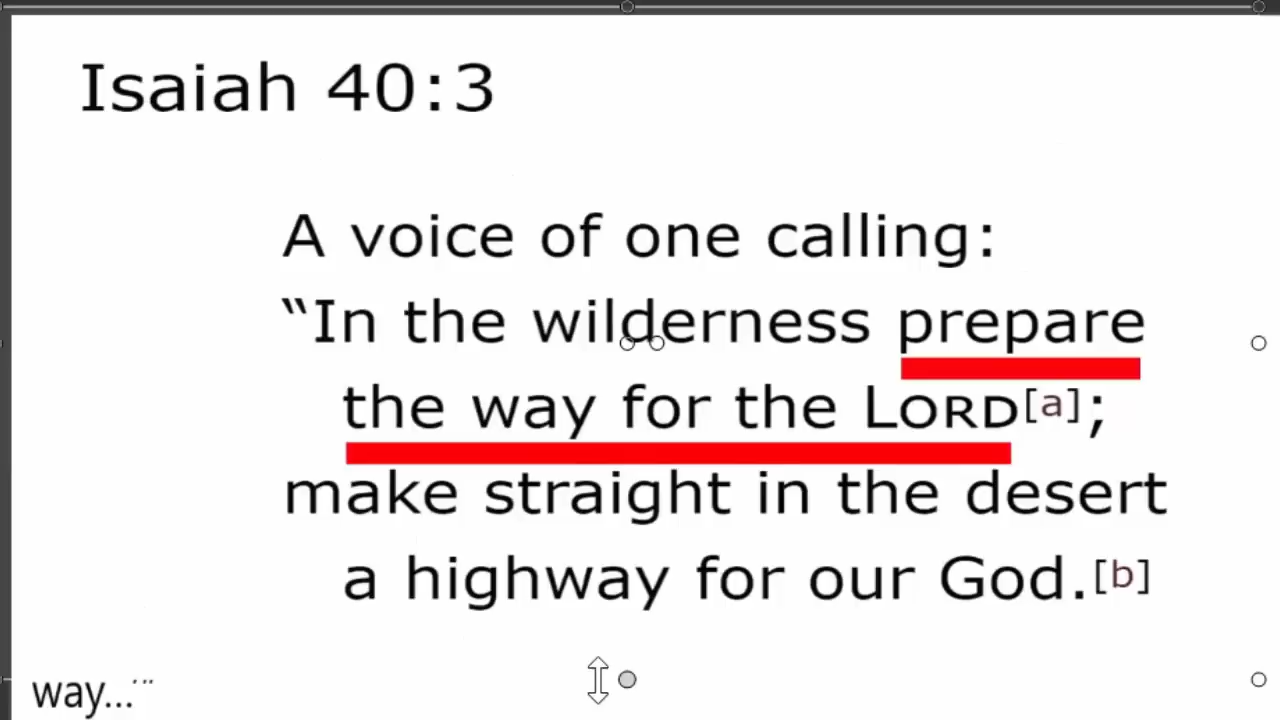 Isaiah 40:3
A voice of one calling:
“In the wilderness prepare
the way for the LORD[a];
make straight in the desert
a highway for our God.[b]
way...’”